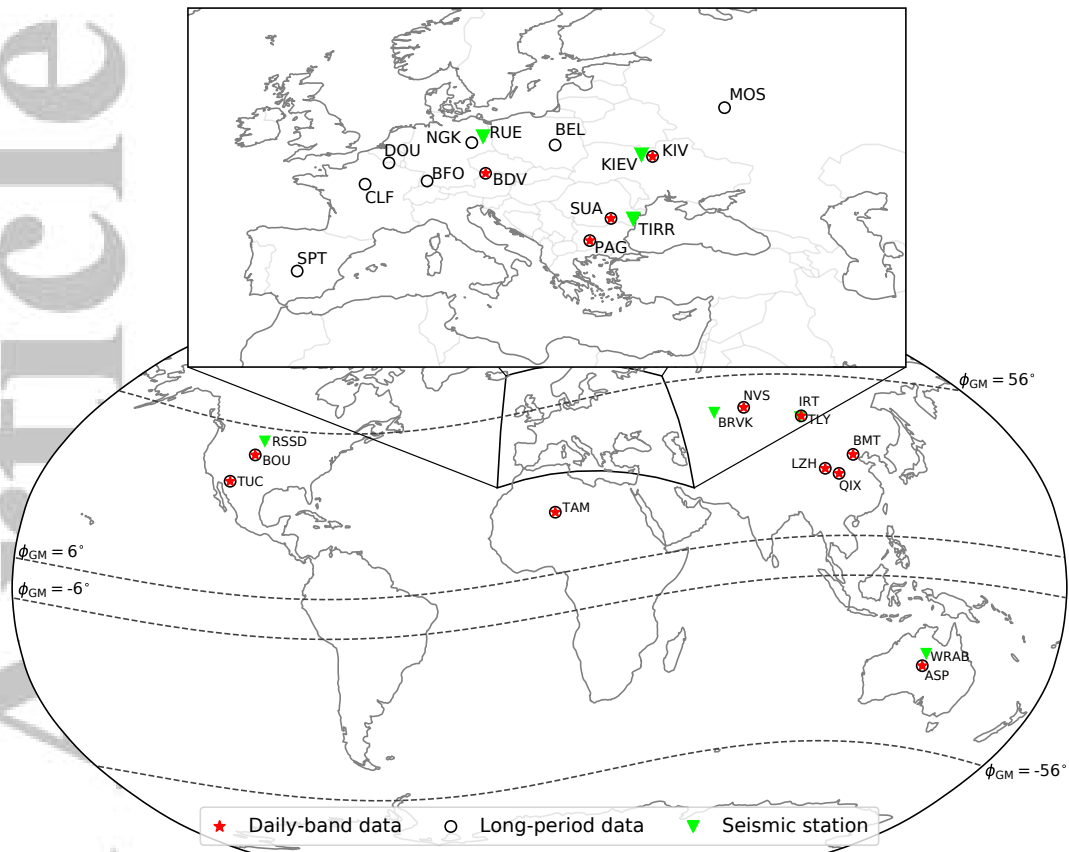 Article
MOS
BEL
RUE
NGK
KIV
KIEV
DOU
BFO
BDV
CLF
SUA
TIRR
PAG
SPT
ϕGM = 56°
NVS
IRT
BRVK
TLY
RSSD
BOU
BMT
LZH
TUC
QIX
TAM
ϕGM = 6°
ϕGM = -6°
WRAB
ASP
ϕGM = -56°
Daily-band data Long-period data Seismic station